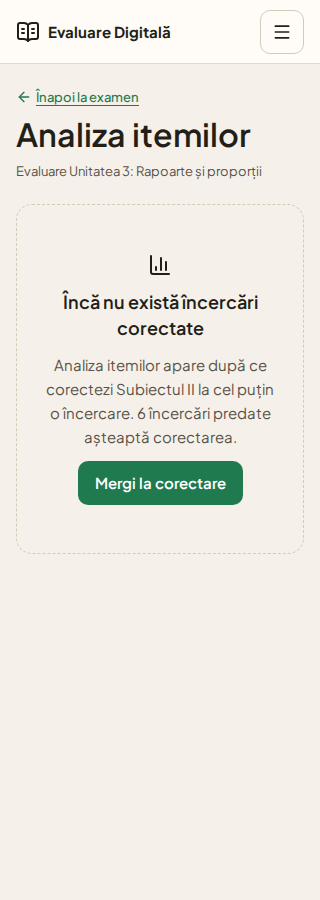 Evaluare Digitală
Înapoi la examen
Analiza itemilor
Evaluare Unitatea 3: Rapoarte și proporții
Încă nu există încercări
corectate
Analiza itemilor apare după ce
corectezi Subiectul II la cel puțin
o încercare. 6 încercări predate
așteaptă corectarea.
Mergi la corectare